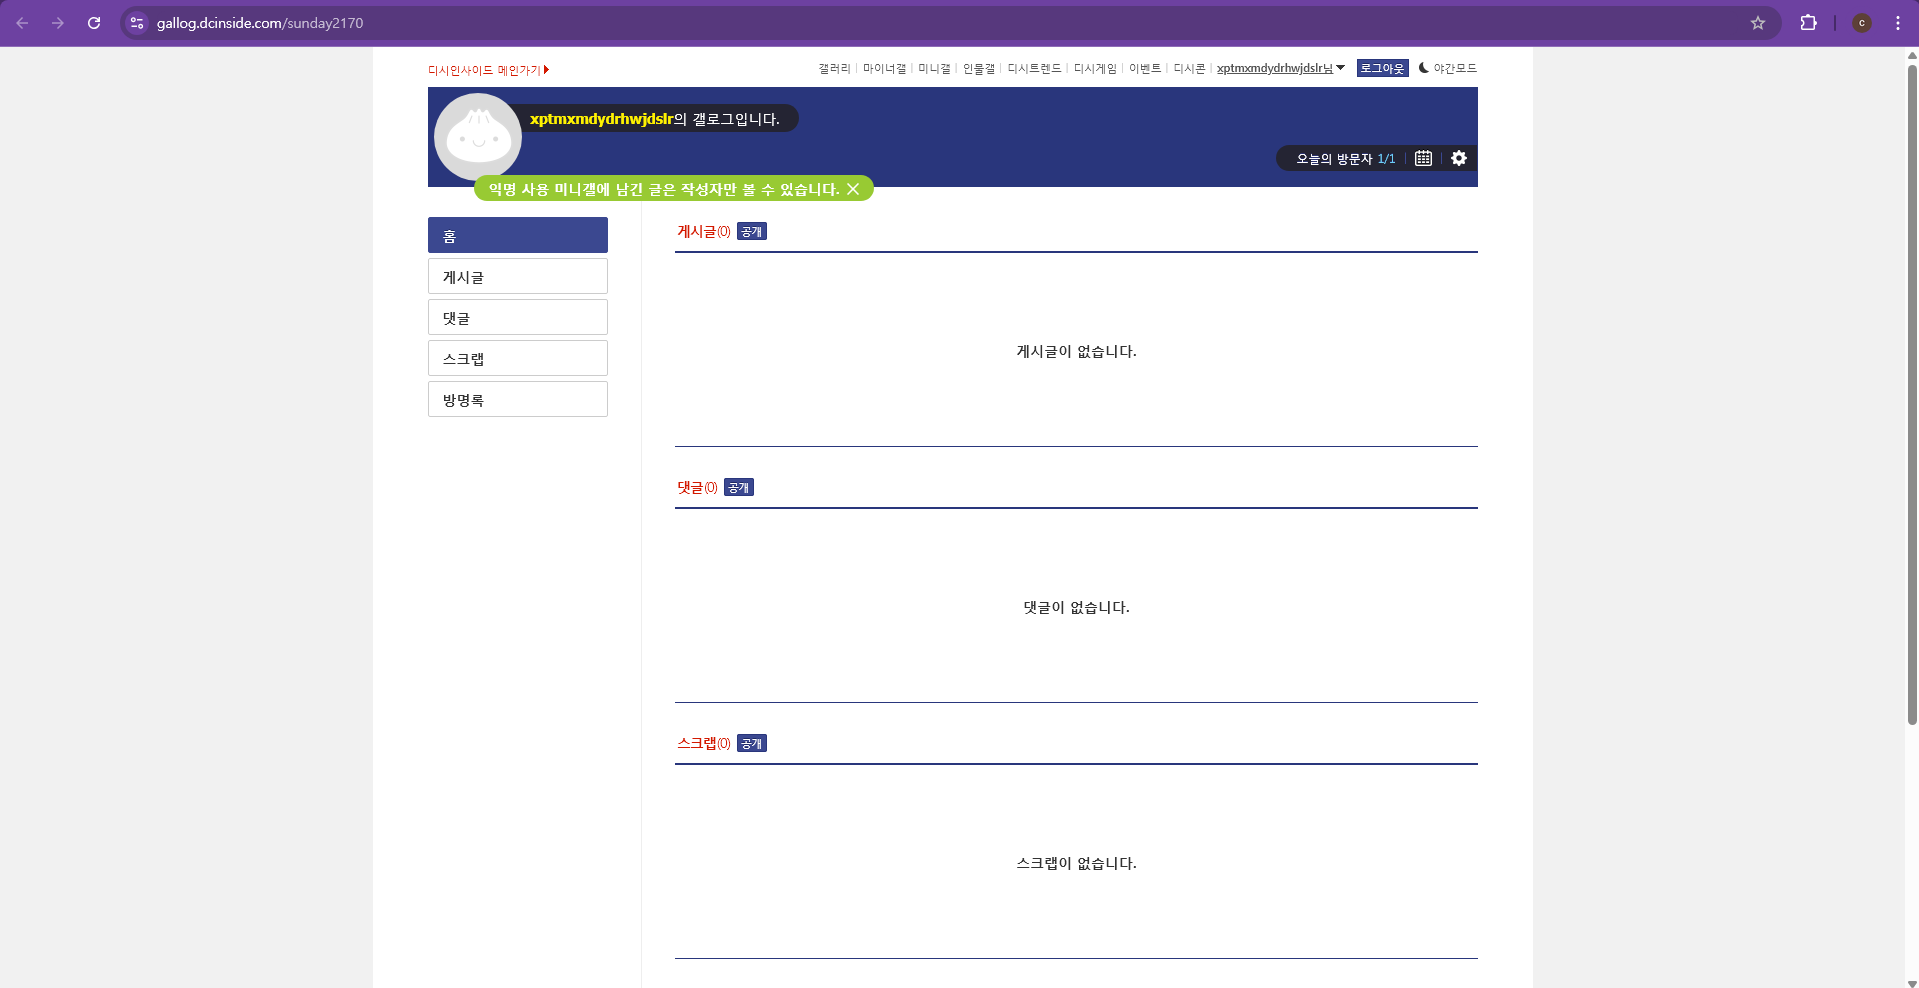 gallog.dcinside.com/sunday2170
C
디시인사이드 메인가기
갤러리 마이너갤 미니갤 인물갤 디시트렌드 디시게임 이벤트 디시콘 xptmxmdydrhwjdslr님 로그아웃 야간모드
xptmxmdydrhwjdslr의 갤로그입니다.
오늘의 방문자 1/1
익명 사용 미니갤에 남긴 글은 작성자만 볼 수 있습니다.
홈
게시글
댓글
스크랩
방명록
게시글(0) 공개
게시글이 없습니다.
댓글(0) 공개
댓글이 없습니다.
스크랩(0) 공개
스크랩이 없습니다.